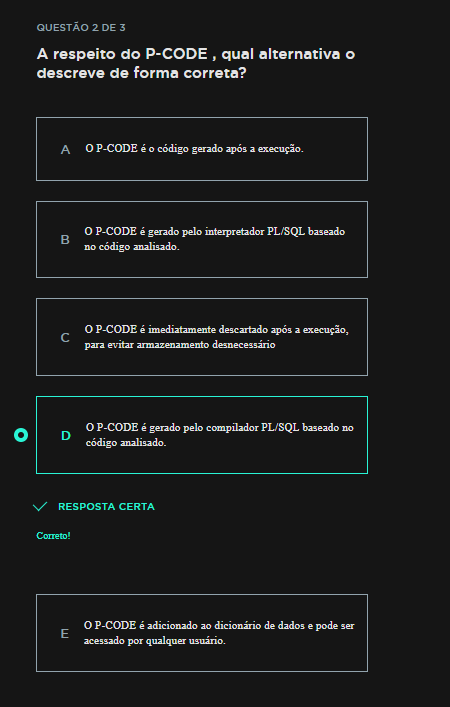 QUESTÃO 2 DE 3
A respeito do P-CODE , qual alternativa o
descreve de forma correta?
A O P-CODE é o código gerado após a execução.
B O P-CODE é gerado pelo interpretador PL/SQL baseado
no código analisado.
C O P-CODE é imediatamente descartado após a execução,
para evitar armazenamento desnecessário
D O P-CODE é gerado pelo compilador PL/SQL baseado no
código analisado.
RESPOSTA CERTA
Correto!
E O P-CODE é adicionado ao dicionário de dados e pode ser
acessado por qualquer usuário.